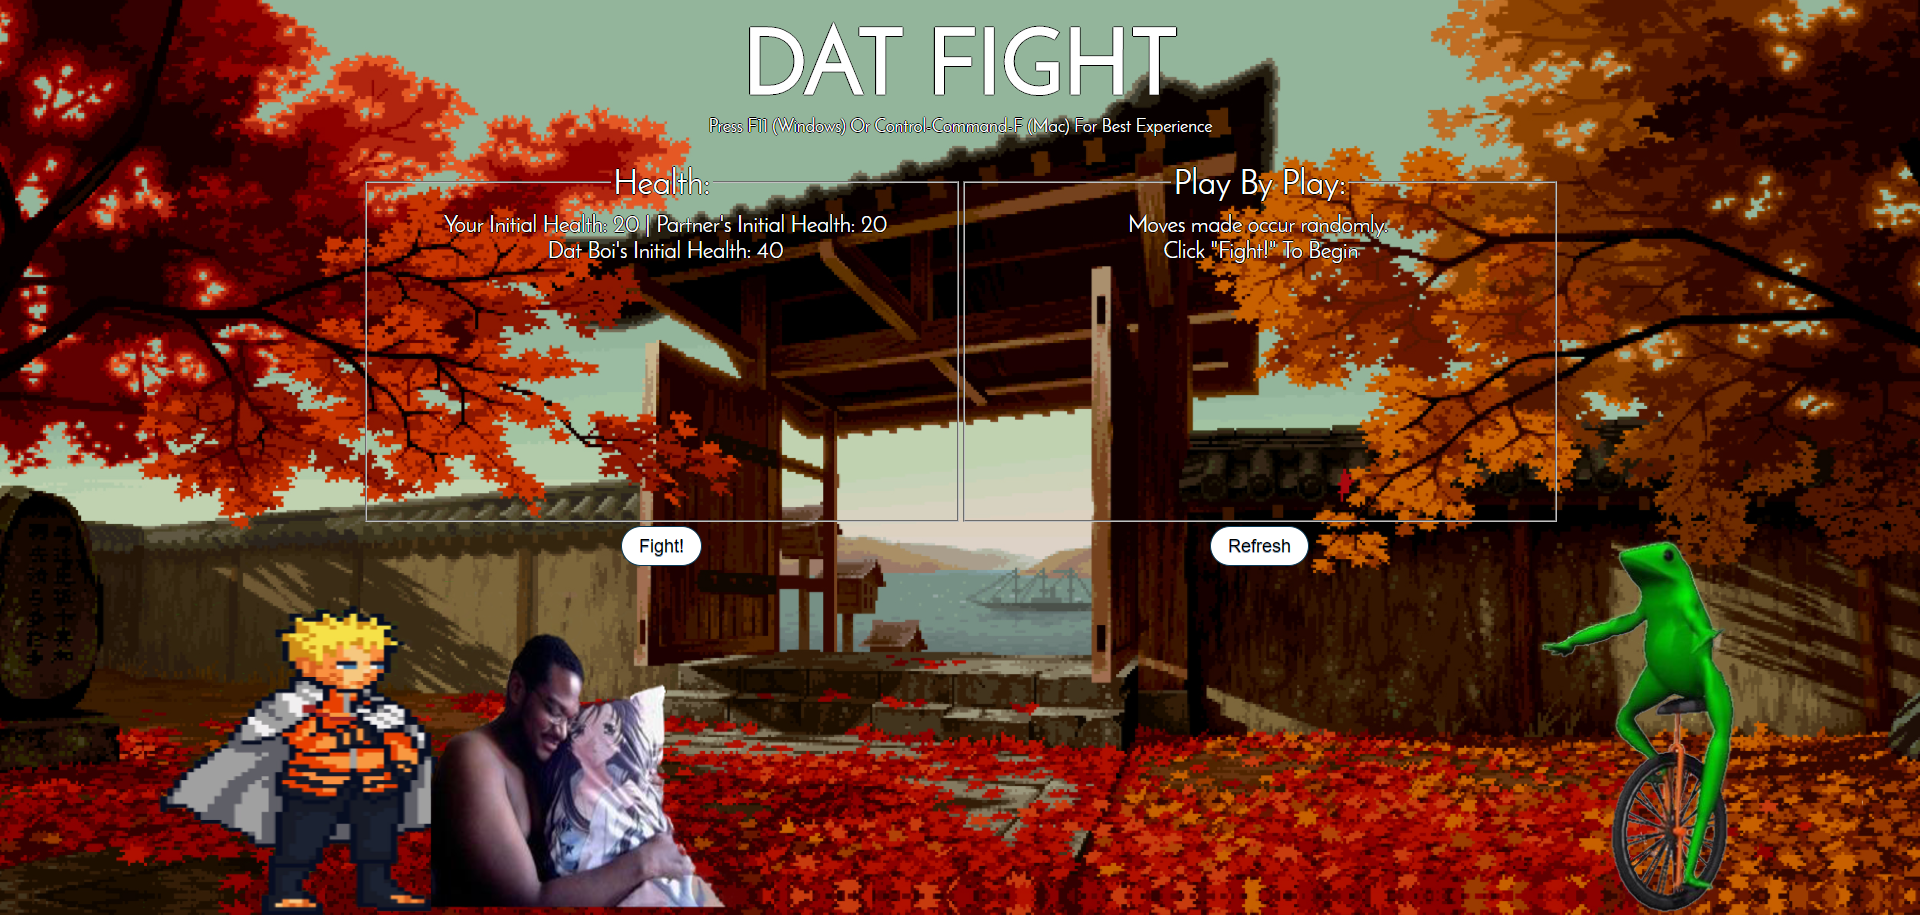 DAT FIGHT
Press F11 (Windows) Or Control-Command-F (Mac) For Best Experience
Health:
Your Initial Health: 20 | Partner's Initial Health: 20
Dat Boi's Initial Health: 40
Play By Play:
Moves made occur randomly.
Click "Fight!" To Begin
Fight!
Refresh